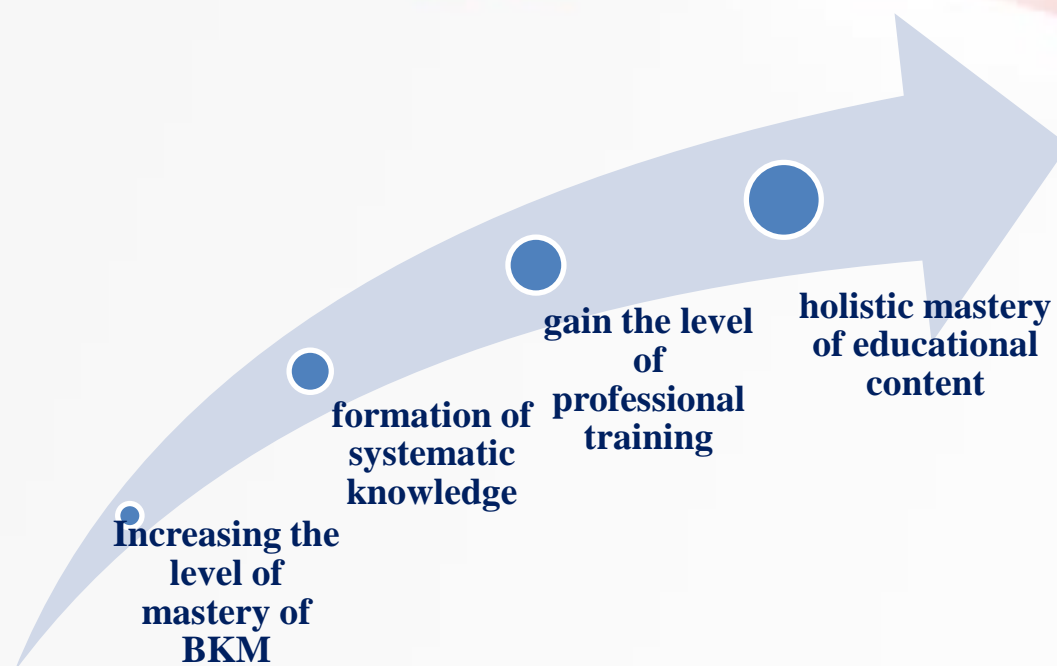 Increasing the
level of
mastery of
BKM
formation of
systematic
knowledge
gain the level
of
professional
training
holistic mastery
of educational
content